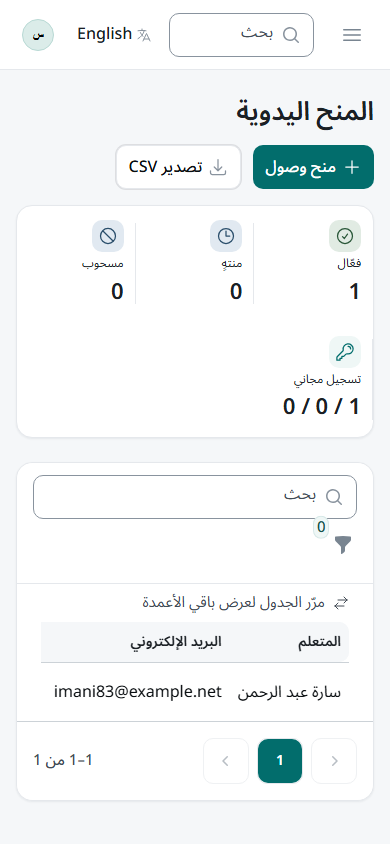 بحث
English
س
المنح اليدوية
منح وصول
تصدير CSV
فعّال
1
منتهٍ
0
مسحوب
0
تسجيل مجاني
0 / 0 / 1
بحث
0
مرّر الجدول لعرض باقي الأعمدة
المتعلم البريد الإلكتروني
سارة عبد الرحمن imani83@example.net
1
1–1 من 1